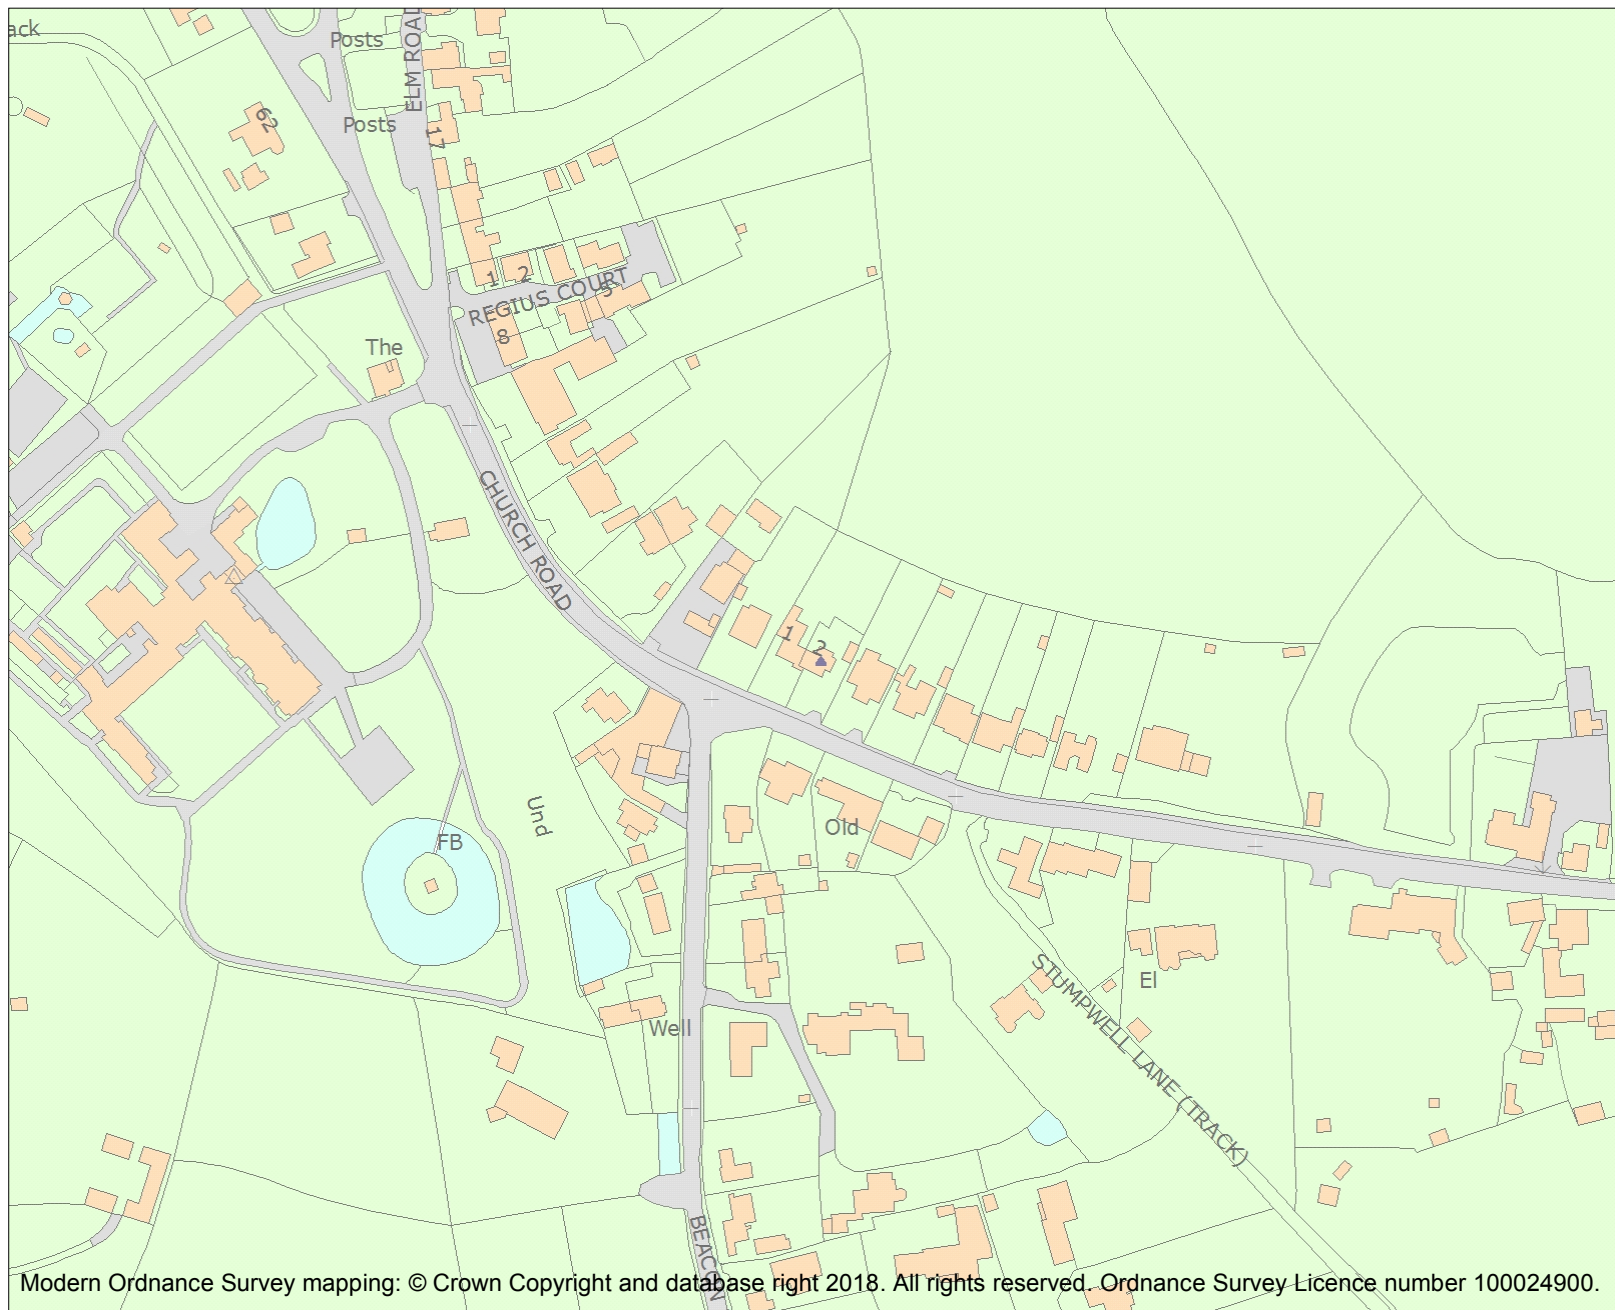 ack
Posts
ELM ROAD
62
Posts
17
1
2
REGIUS COURT
5
8
The
CHURCH ROAD
1
2
Und
FB
Old
STUMPWELL LANE (TRACK)
El
Well
BEACON
Modern Ordnance Survey mapping: © Crown Copyright and database right 2018. All rights reserved. Ordnance Survey Licence number 100024900.